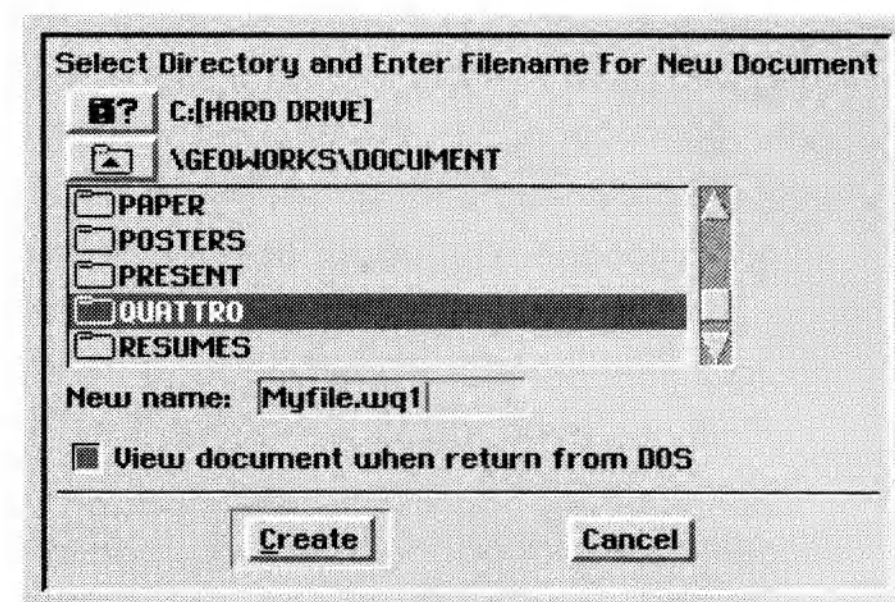 Select Directory and Enter Filename For New Document
? C:[HARD DRIVE]
\GEOWORKS\DOCUMENT
PAPER
POSTERS
PRESENT
QUATTRO
RESUMES
New name: Myfile.wq1
View document when return from DOS
Create Cancel